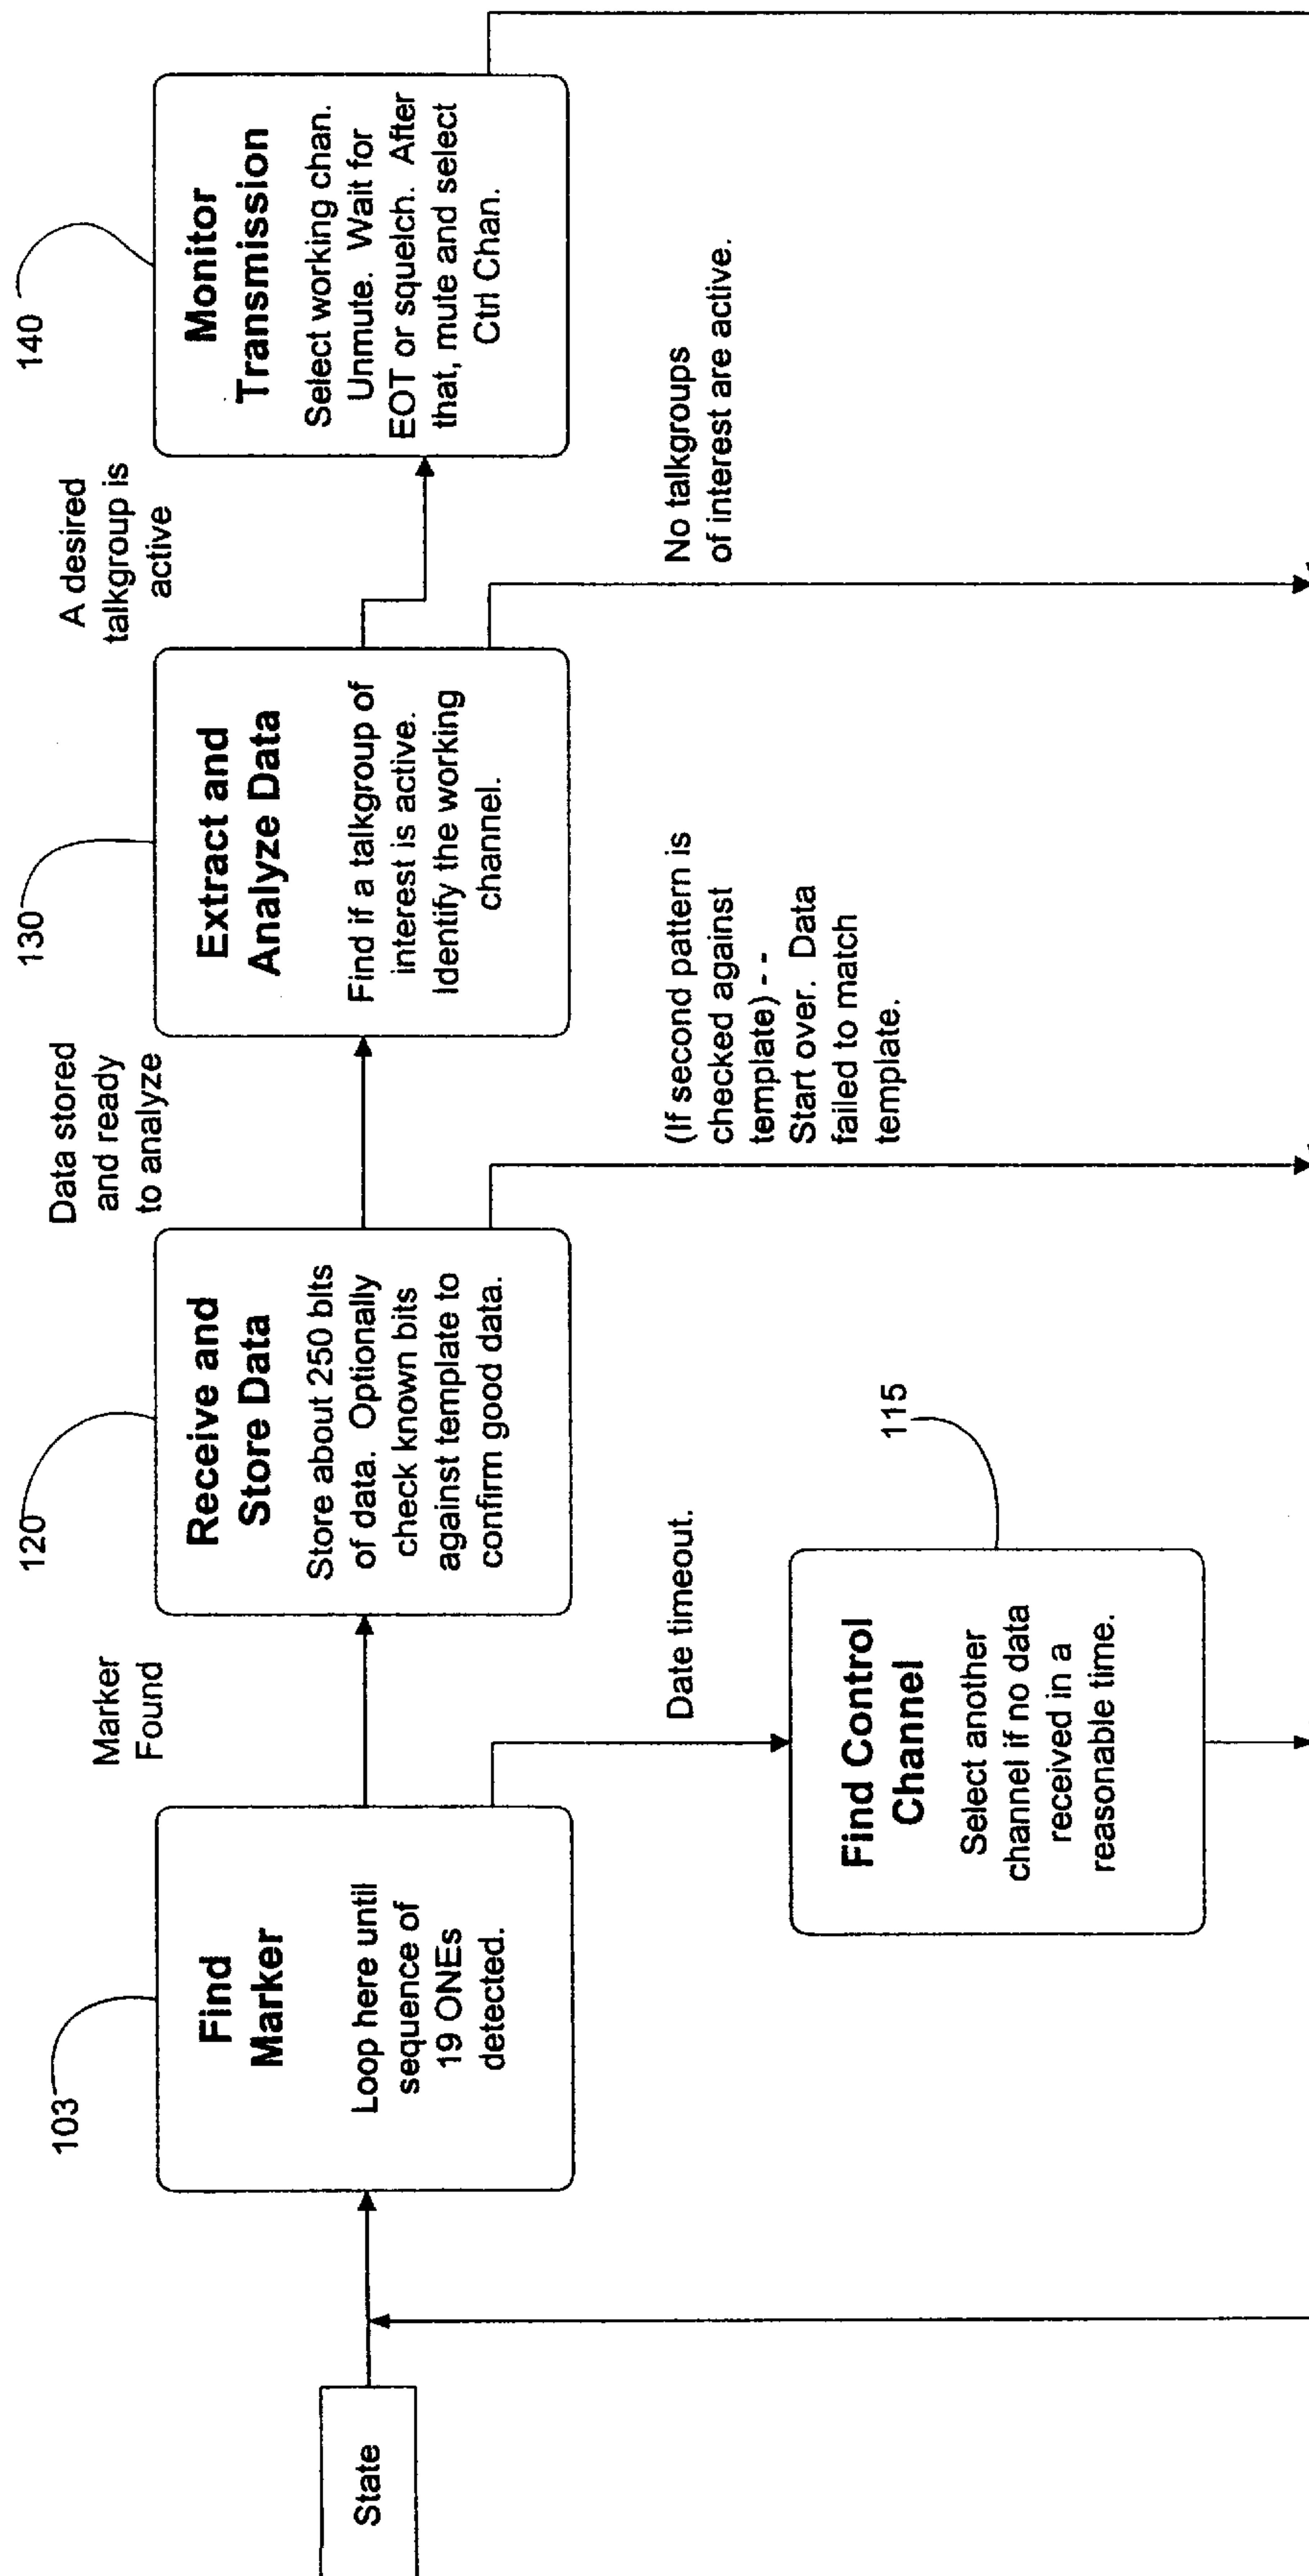 State
103
Find
Marker
Loop here until
sequence of
19 ONEs
detected.
Marker
Found
Date timeout.
115
Find Control
Channel
Select another
channel if no data
received in a
reasonable time.
120
Receive and
Store Data
Store about 250 bits
of data. Optionally
check known bits
against template to
confirm good data.
Data stored
and ready
to analyze
(If second pattern is
checked against
template) - -
Start over. Data
failed to match
template.
130
Extract and
Analyze Data
Find if a talkgroup of
interest is active.
Identify the working
channel.
A desired
talkgroup is
active
No talkgroups
of interest are active.
140
Monitor
Transmission
Select working chan.
Unmute. Wait for
EOT or squelch. After
that, mute and select
Ctrl Chan.